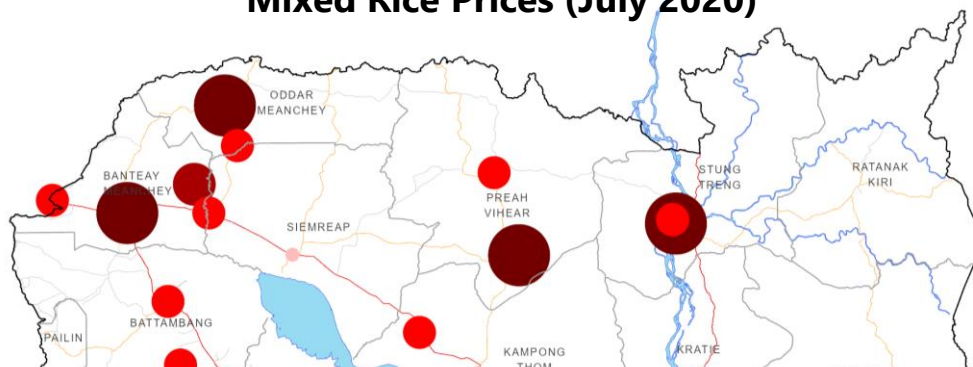 Mixed Rice Prices (July 2020)
ODDAR
MEANCHEY
BANTEAY
MEANCHEY
STUNG
TRENG
RATANAK
KIRI
PREAH
VIHEAR
SIEMREAP
BATTAMBANG
PAILIN
KAMPONG
THOM
KRATIE